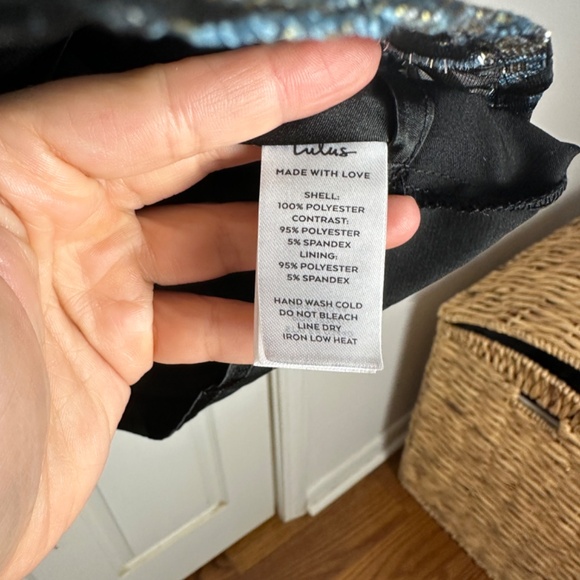 Lulus
MADE WITH LOVE
SHELL:
100% POLYESTER
CONTRAST:
95% POLYESTER
5% SPANDEX
LINING:
95% POLYESTER
5% SPANDEX
HAND WASH COLD
DO NOT BLEACH
LINE DRY
IRON LOW HEAT